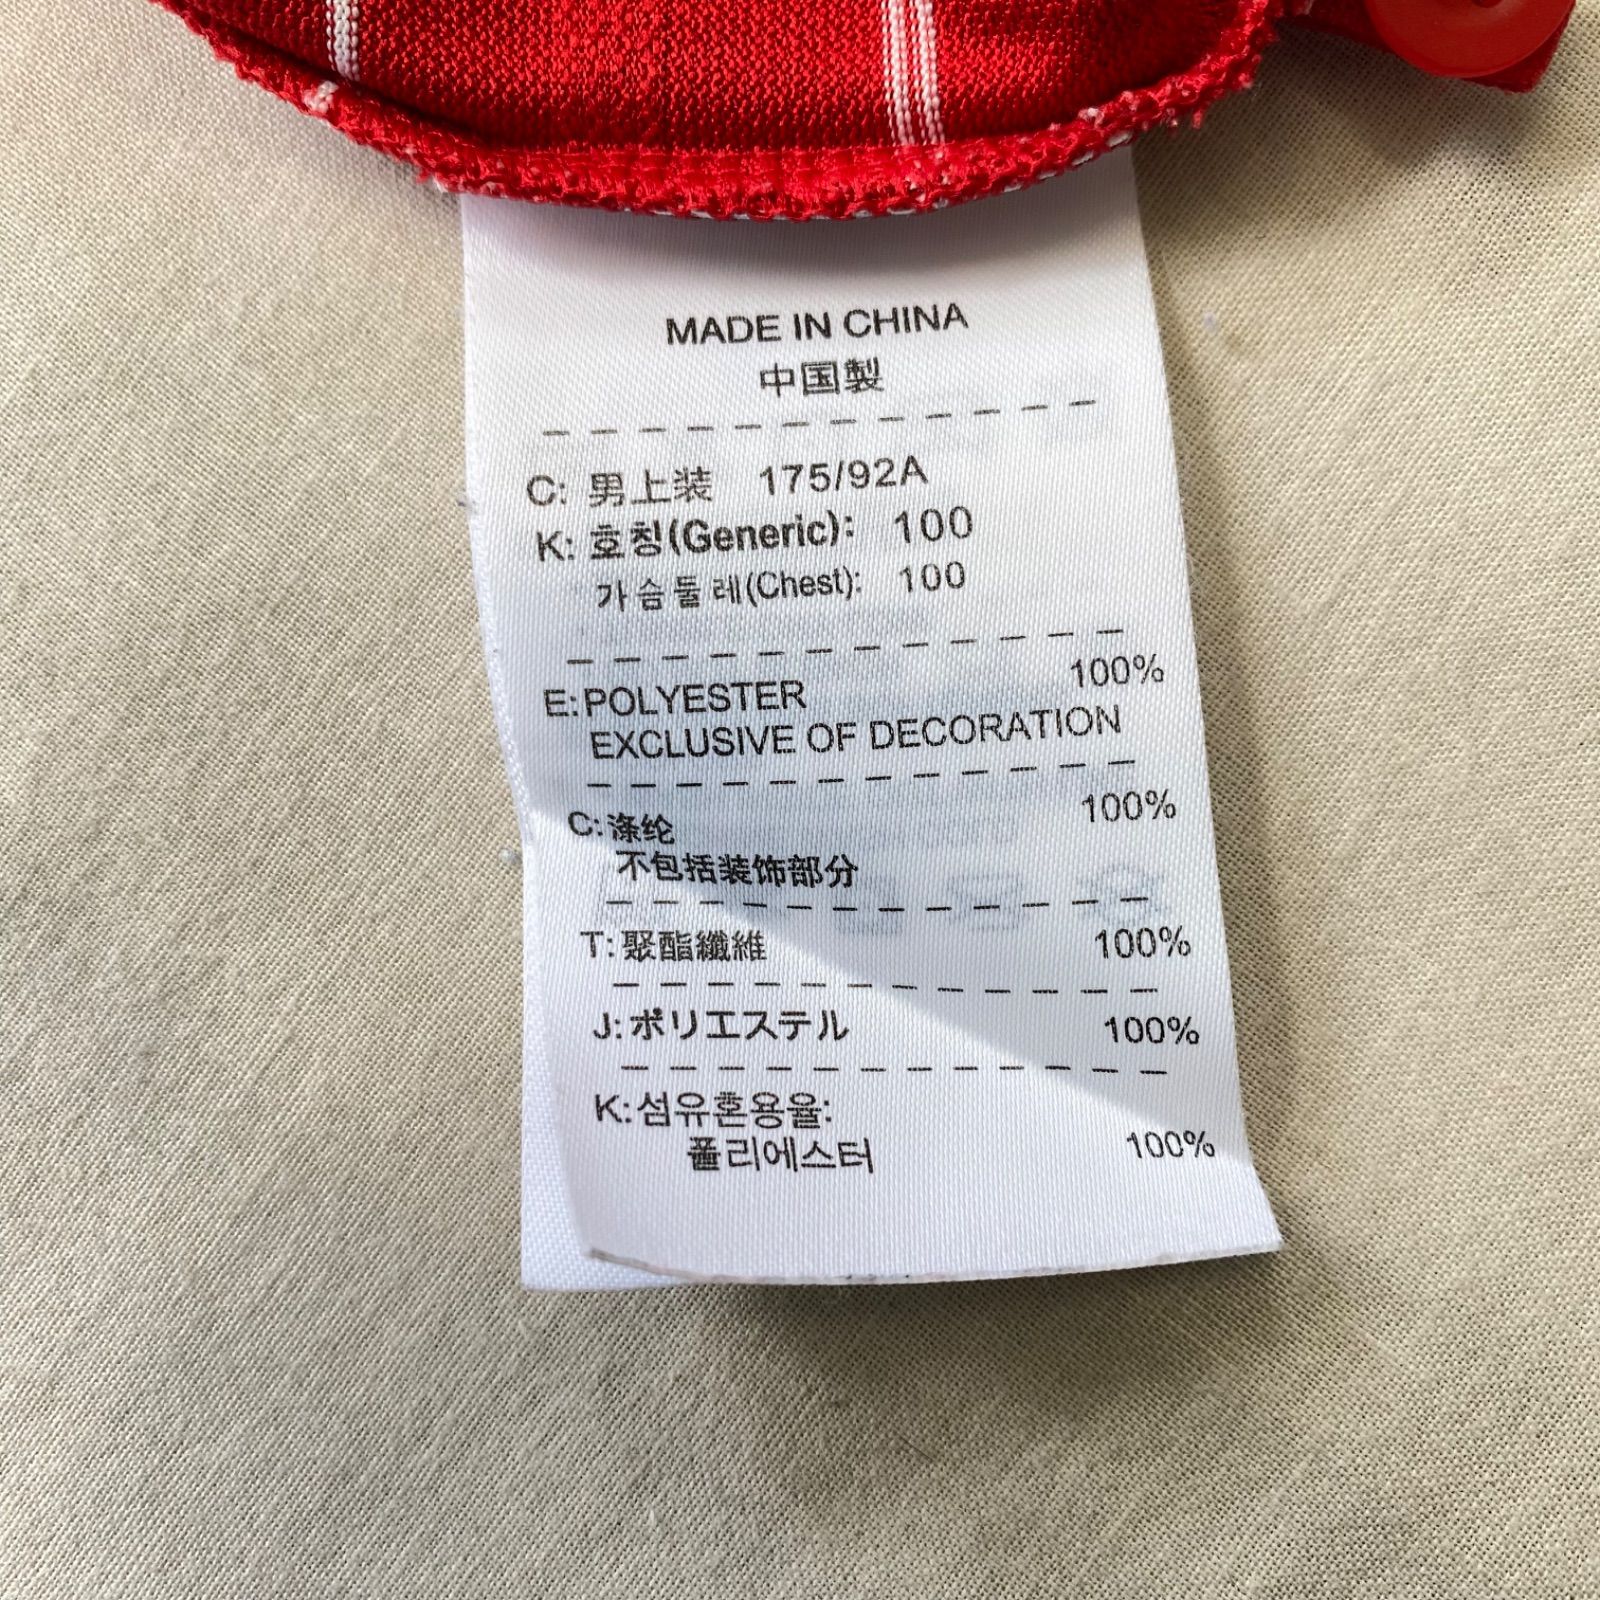 MADE IN CHINA
中国製
C: 男上装 175/92A
K: 호칭(Generic): 100
가슴둘레(Chest): 100
E:POLYESTER 100%
EXCLUSIVE OF DECORATION
C:涤纶 100%
不包括装饰部分
T:聚酯纖維 100%
J:ポリエステル 100%
K:섬유혼용율:
폴리에스터 100%